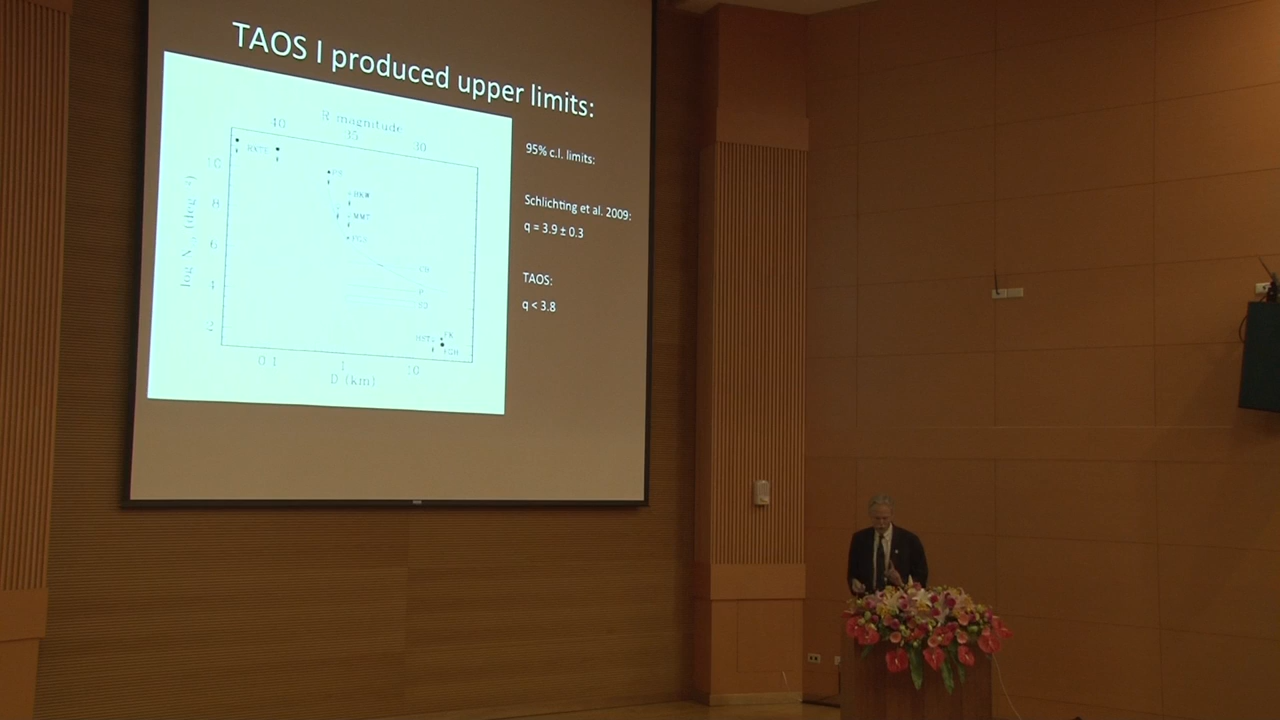 TAOS I produced upper limits:
R magnitude
40 35 30
95% c.l. limits:
Schlichting et al. 2009:
q = 3.9 ± 0.3
TAOS:
q < 3.8
10
8
6
4
2
MMT
0.1 1 10
D (km)